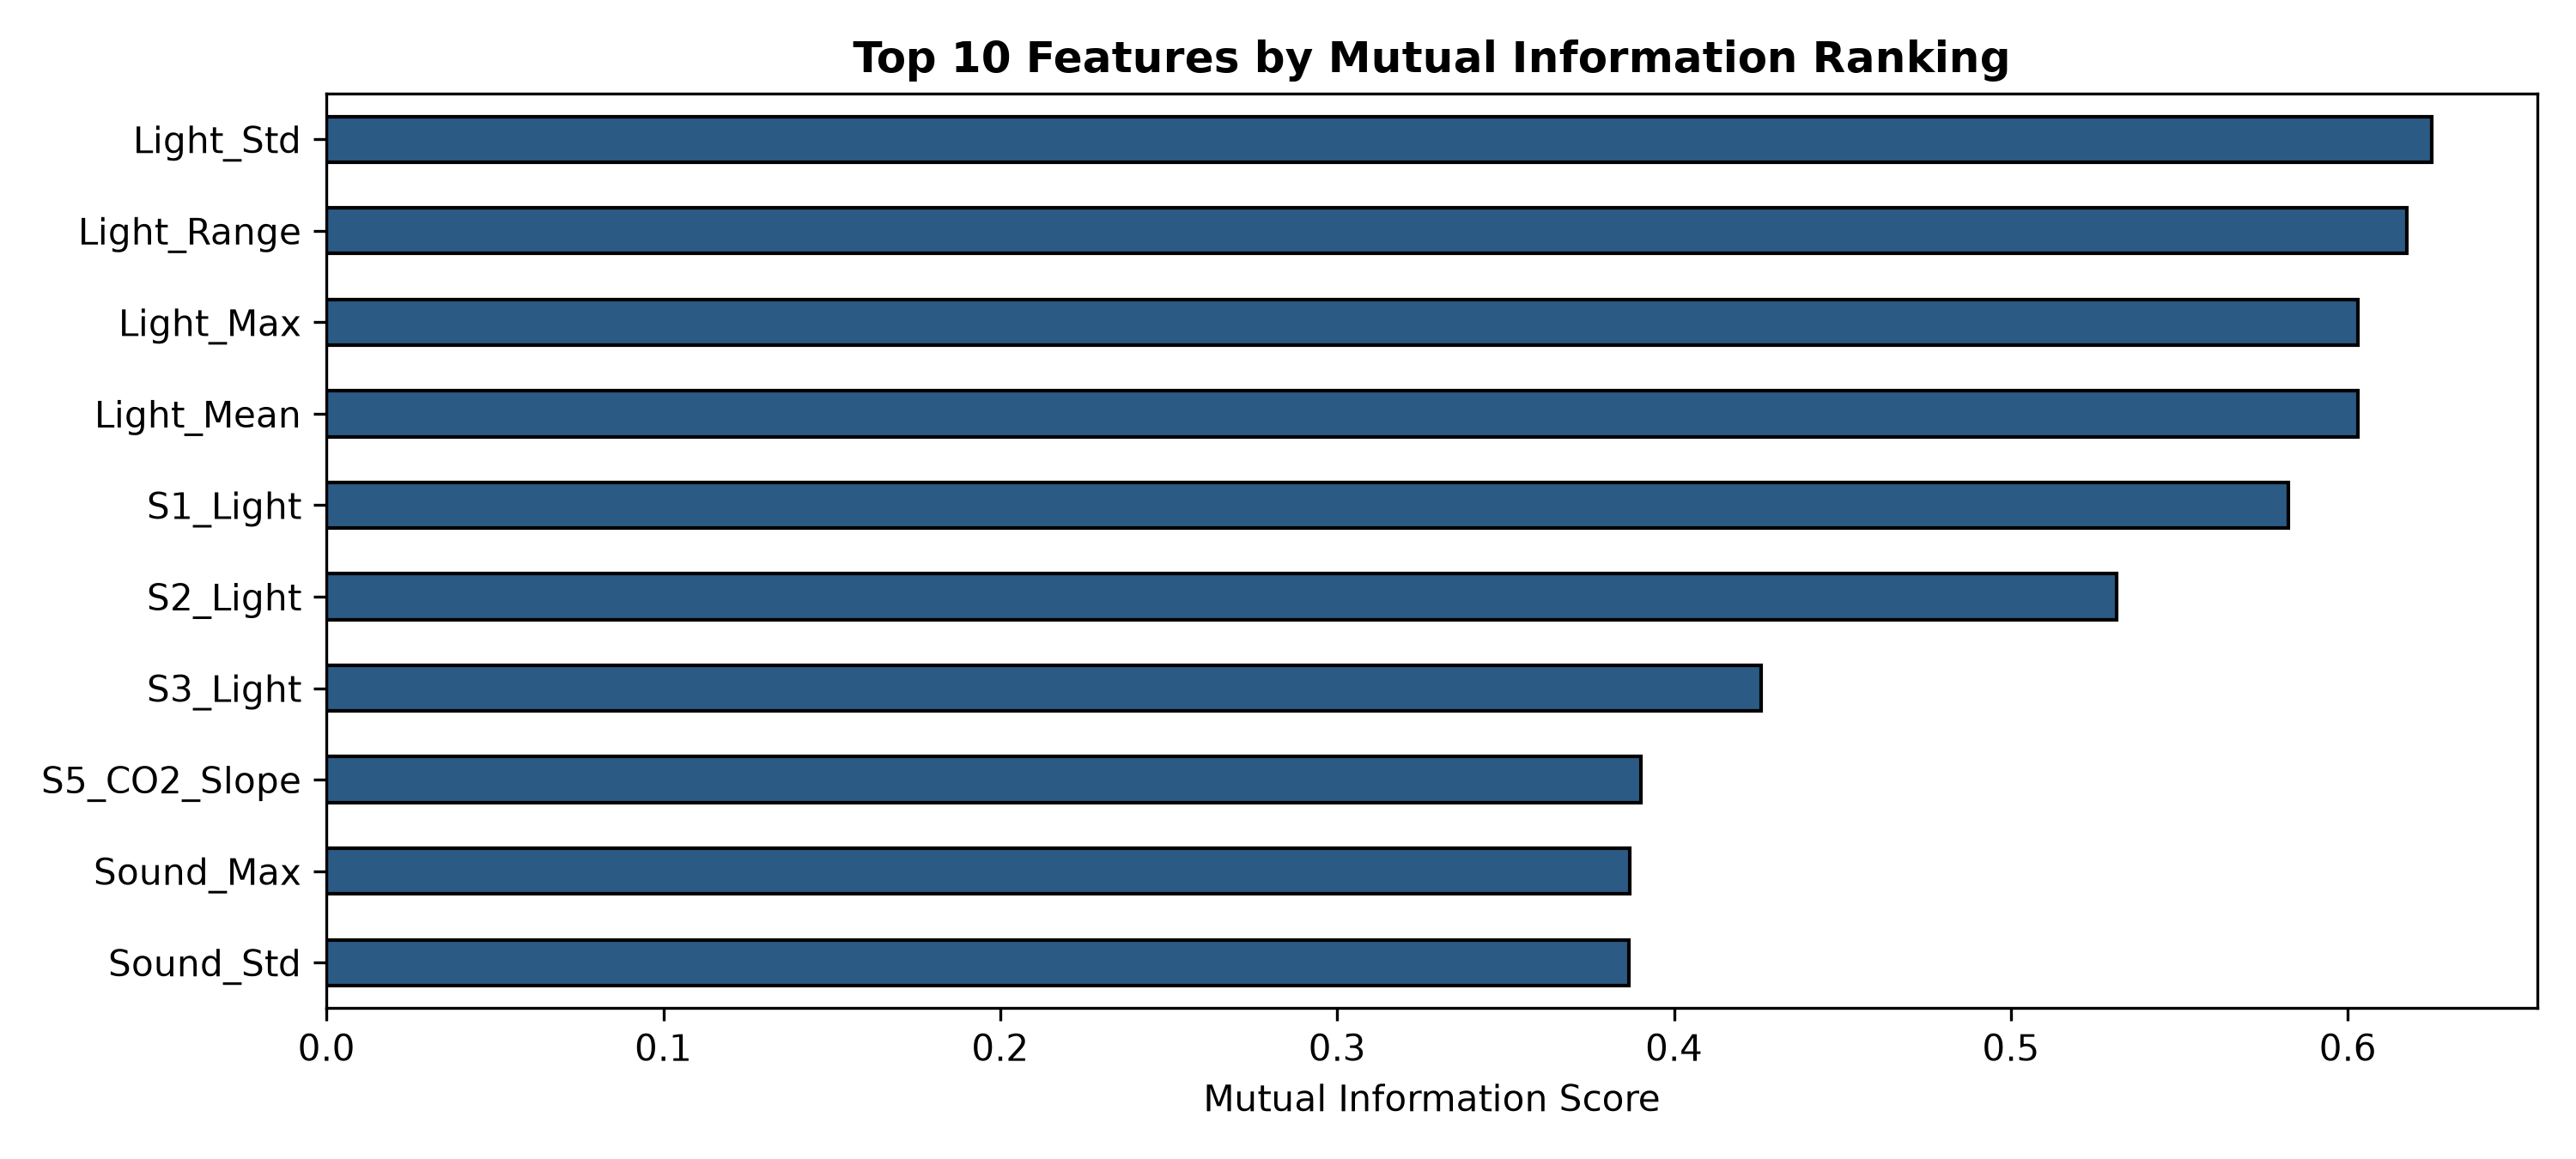 Top 10 Features by Mutual Information Ranking
Light_Std
Light_Range
Light_Max
Light_Mean
S1_Light
S2_Light
S3_Light
S5_CO2_Slope
Sound_Max
Sound_Std
0.0 0.1 0.2 0.3 0.4 0.5 0.6
Mutual Information Score